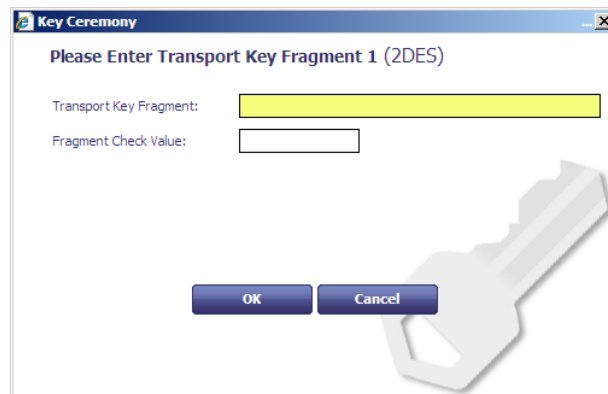 Key Ceremony
Please Enter Transport Key Fragment 1 (2DES)
Transport Key Fragment:
Fragment Check Value:
OK Cancel